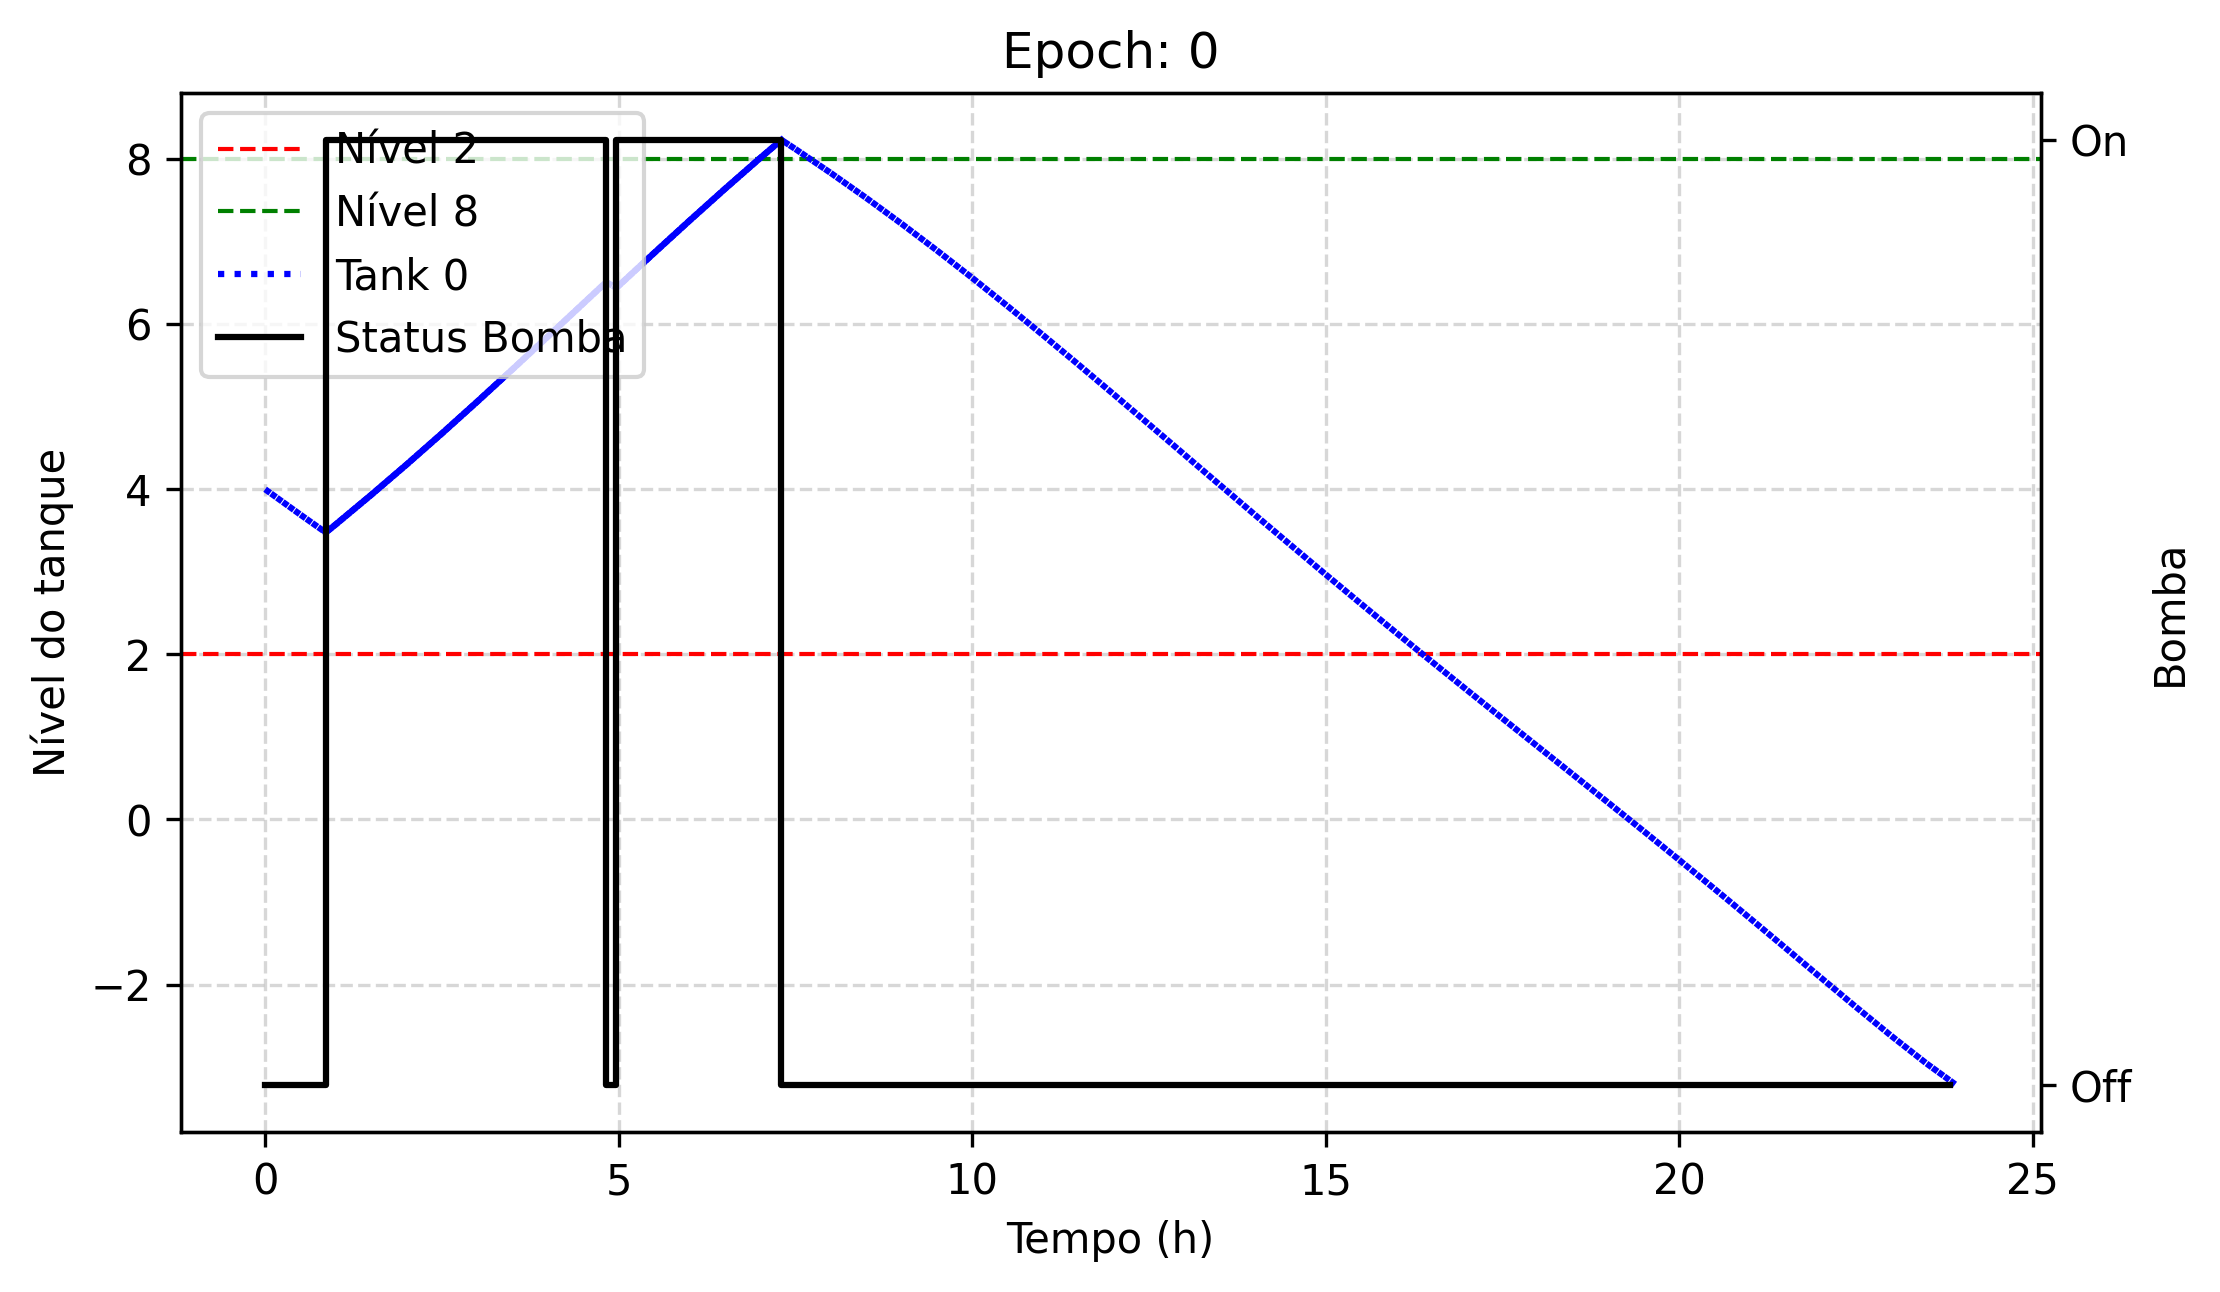 Epoch: 0
Nível 2
Nível 8
Tank 0
Status Bomba
8
6
4
2
0
−2
Nível do tanque
On
Off
Bomba
0 5 10 15 20 25
Tempo (h)